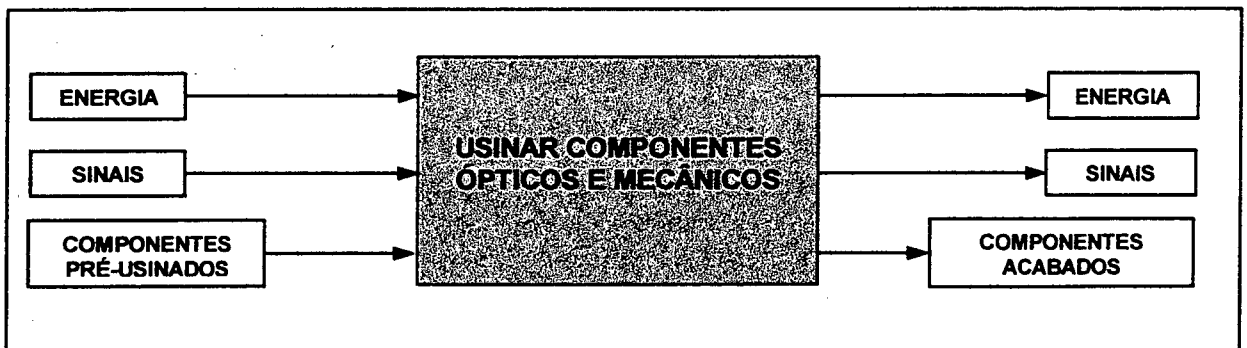 ENERGIA
SINAIS
COMPONENTES
PRÉ-USINADOS
USINAR COMPONENTES
ÓPTICOS E MECÂNICOS
ENERGIA
SINAIS
COMPONENTES
ACABADOS